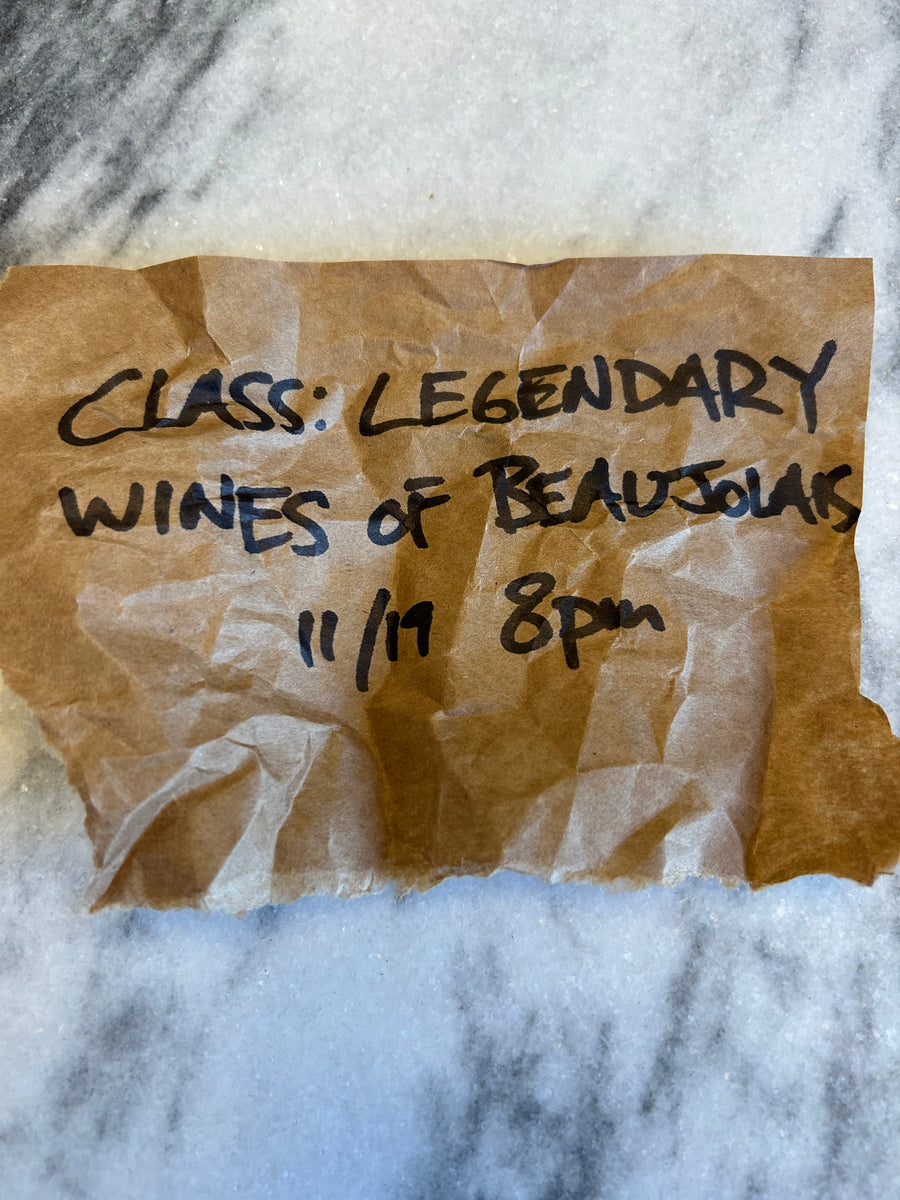 CLASS: LEGENDARY
WINES OF BEAUJOLAIS
11/19 8pm